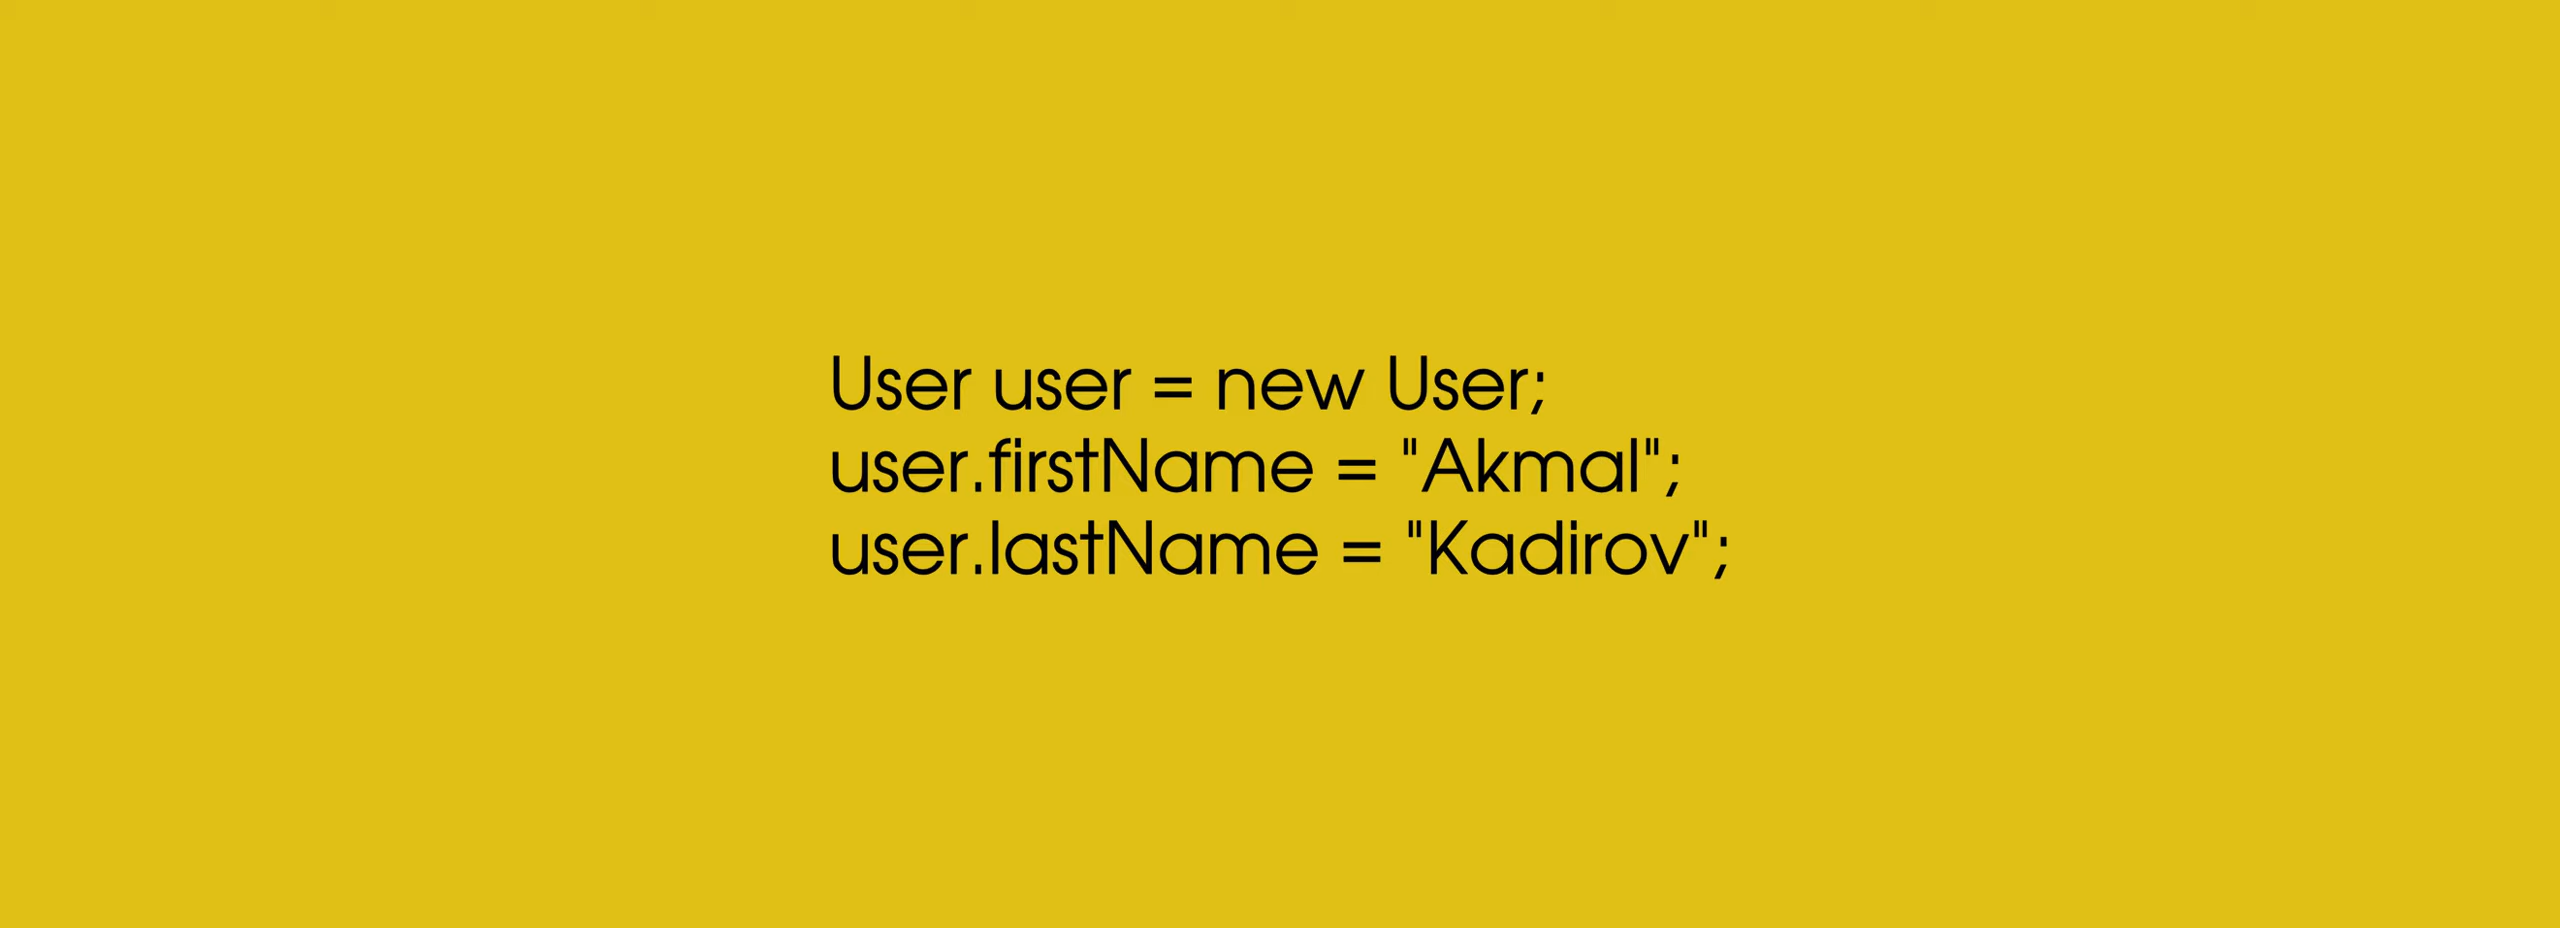 User user = new User;
user.firstName = "Akmal";
user.lastName = "Kadirov";